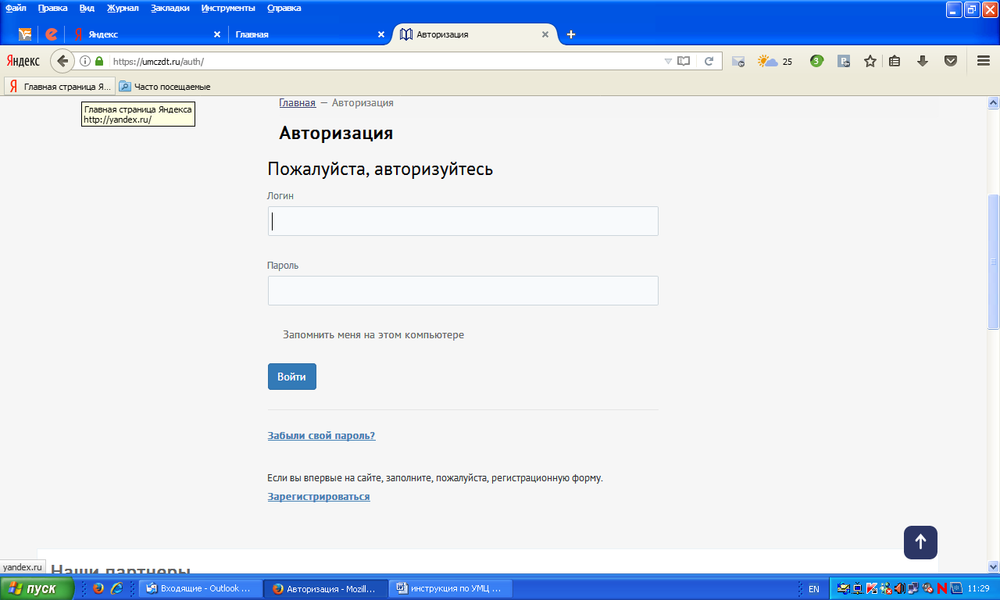 Файл Правка Вид Журнал Закладки Инструменты Справка
Яндекс Главная Авторизация
Яндекс https://umczdt.ru/auth/ 25 3
Главная страница Я... Часто посещаемые
Главная страница Яндекса
http://yandex.ru/
Главная — Авторизация
Авторизация
Пожалуйста, авторизуйтесь
Логин
Пароль
Запомнить меня на этом компьютере
Войти
Забыли свой пароль?
Если вы впервые на сайте, заполните, пожалуйста, регистрационную форму.
Зарегистрироваться
yandex.ru
Наши партнеры
пуск Входящие - Outlook ... Авторизация - Mozill... инструкция по УМЦ ... EN 11:29